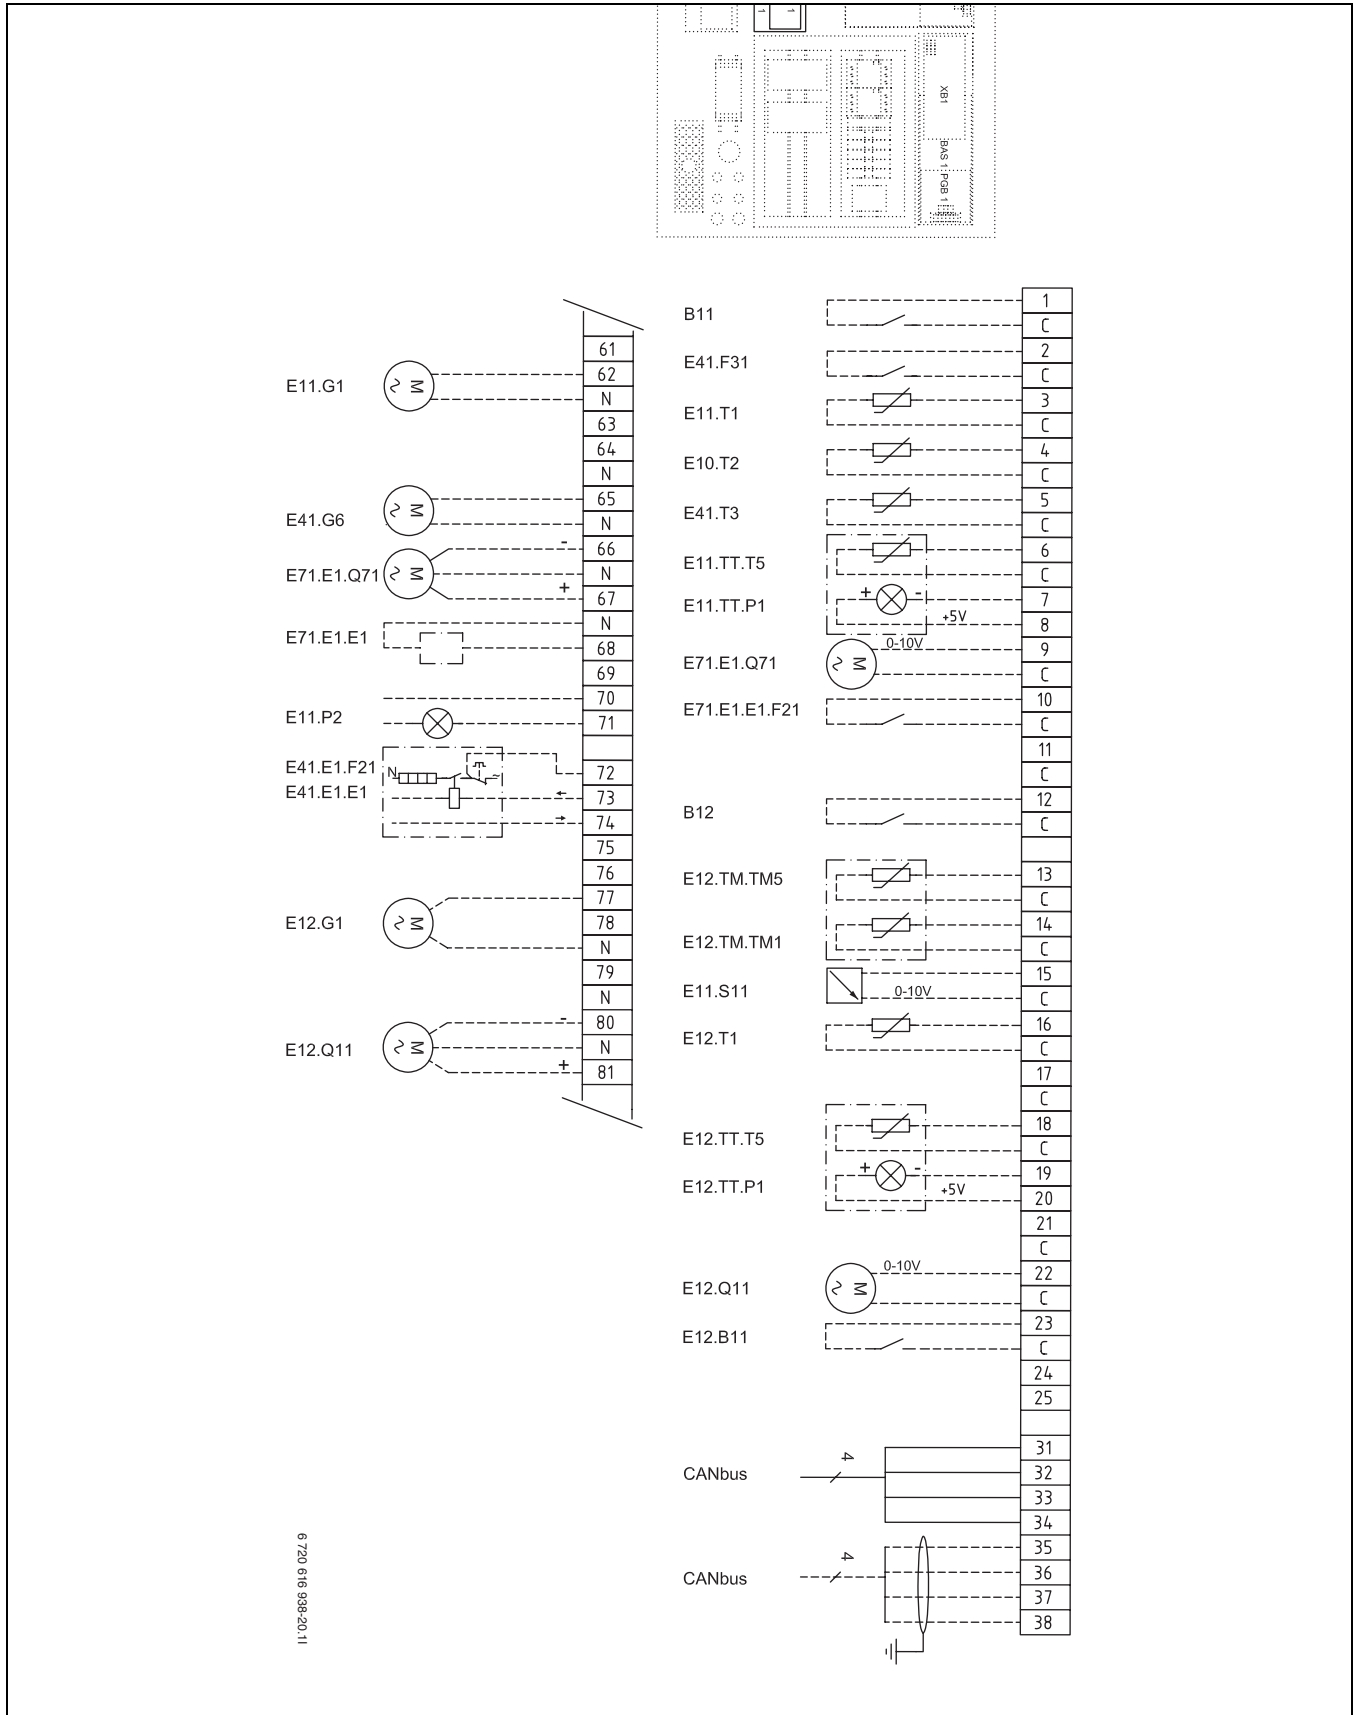 1
1
XB1
BAS 1
PGB 1
61
E11.G1
M
62
N
63
64
N
65
E41.G6
M
N
-
66
E71.E1.Q71
M
N
+
67
E71.E1.E1
N
68
69
70
E11.P2
71
E41.E1.F21
N
72
E41.E1.E1
73
74
75
76
77
E12.G1
M
78
N
79
N
-
80
E12.Q11
M
N
+
81
B11
1
C
E41.F31
2
C
E11.T1
3
C
E10.T2
4
C
E41.T3
5
C
E11.TT.T5
6
C
E11.TT.P1
+
-
7
+5V
8
E71.E1.Q71
M
0-10V
9
C
E71.E1.E1.F21
10
C
11
C
B12
12
C
E12.TM.TM5
13
C
E12.TM.TM1
14
C
E11.S11
15
0-10V
C
E12.T1
16
C
17
C
E12.TT.T5
18
C
E12.TT.P1
+
-
19
+5V
20
21
C
E12.Q11
M
0-10V
22
C
E12.B11
23
C
24
25
CANbus
4
31
32
33
34
CANbus
4
35
36
37
38
6 720 616 938-20.1I